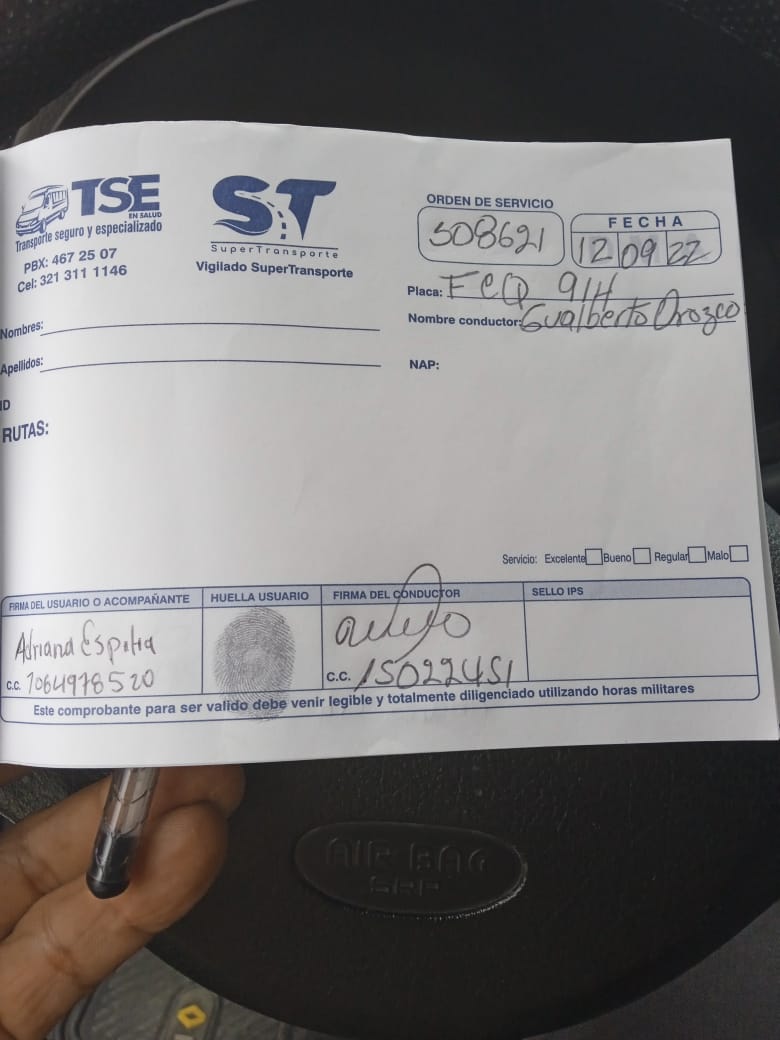 TSE
EN SALUD
Transporte seguro y especializado
PBX: 467 25 07
Cel: 321 311 1146
ST
SuperTransporte
Vigilado SuperTransporte
ORDEN DE SERVICIO
508621
FECHA
12 09 22
Placa: FCQ 914
Nombre conductor: Gualberto Orozco
Nombres:
Apellidos:
NAP:
ID
RUTAS:
Servicio: Excelente Bueno Regular Malo
FIRMA DEL USUARIO O ACOMPAÑANTE HUELLA USUARIO FIRMA DEL CONDUCTOR SELLO IPS
Adriana Espitia
C.C. 1064978520
C.C. 15022451
Este comprobante para ser valido debe venir legible y totalmente diligenciado utilizando horas militares
AIR BAG
SRP